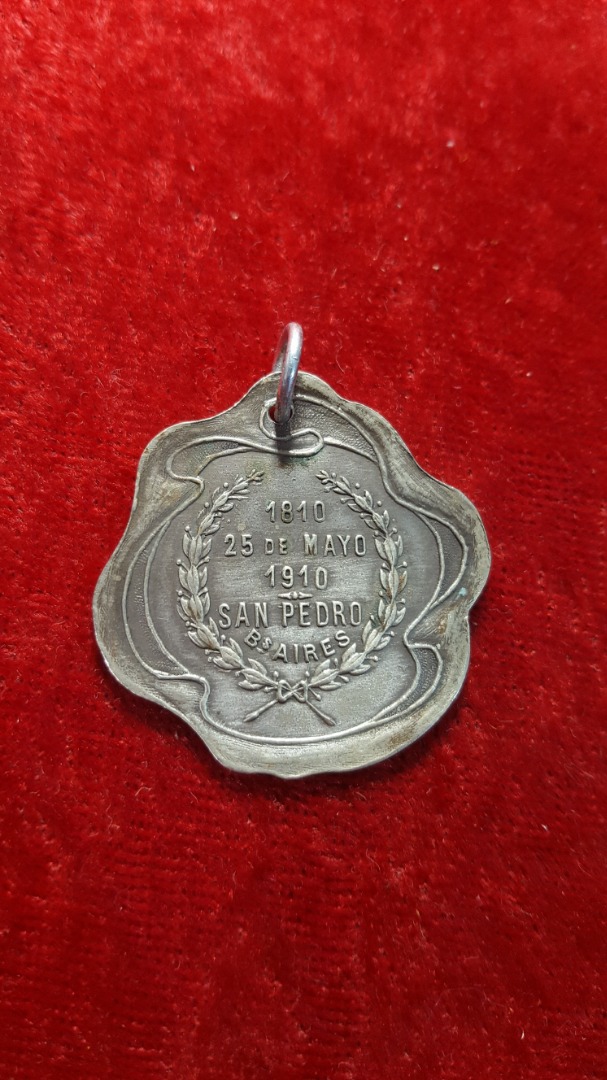 1810
25 DE MAYO
1910
SAN PEDRO
Bs AIRES